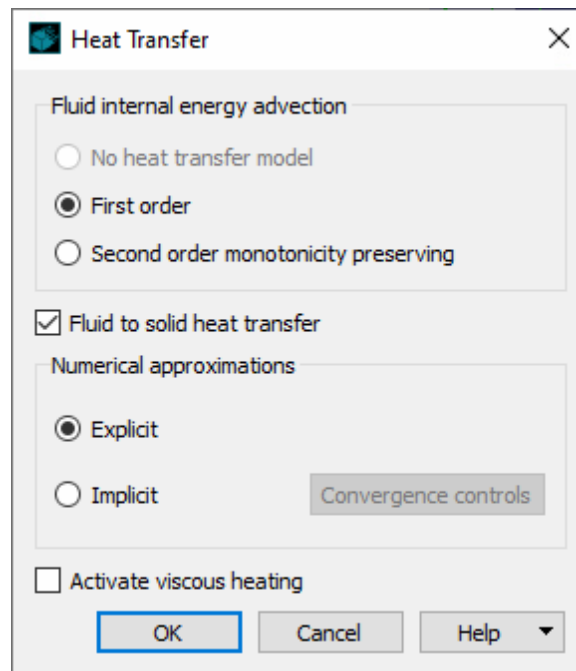 Heat Transfer
Fluid internal energy advection
No heat transfer model
First order
Second order monotonicity preserving
Fluid to solid heat transfer
Numerical approximations
Explicit
Implicit
Convergence controls
Activate viscous heating
OK
Cancel
Help